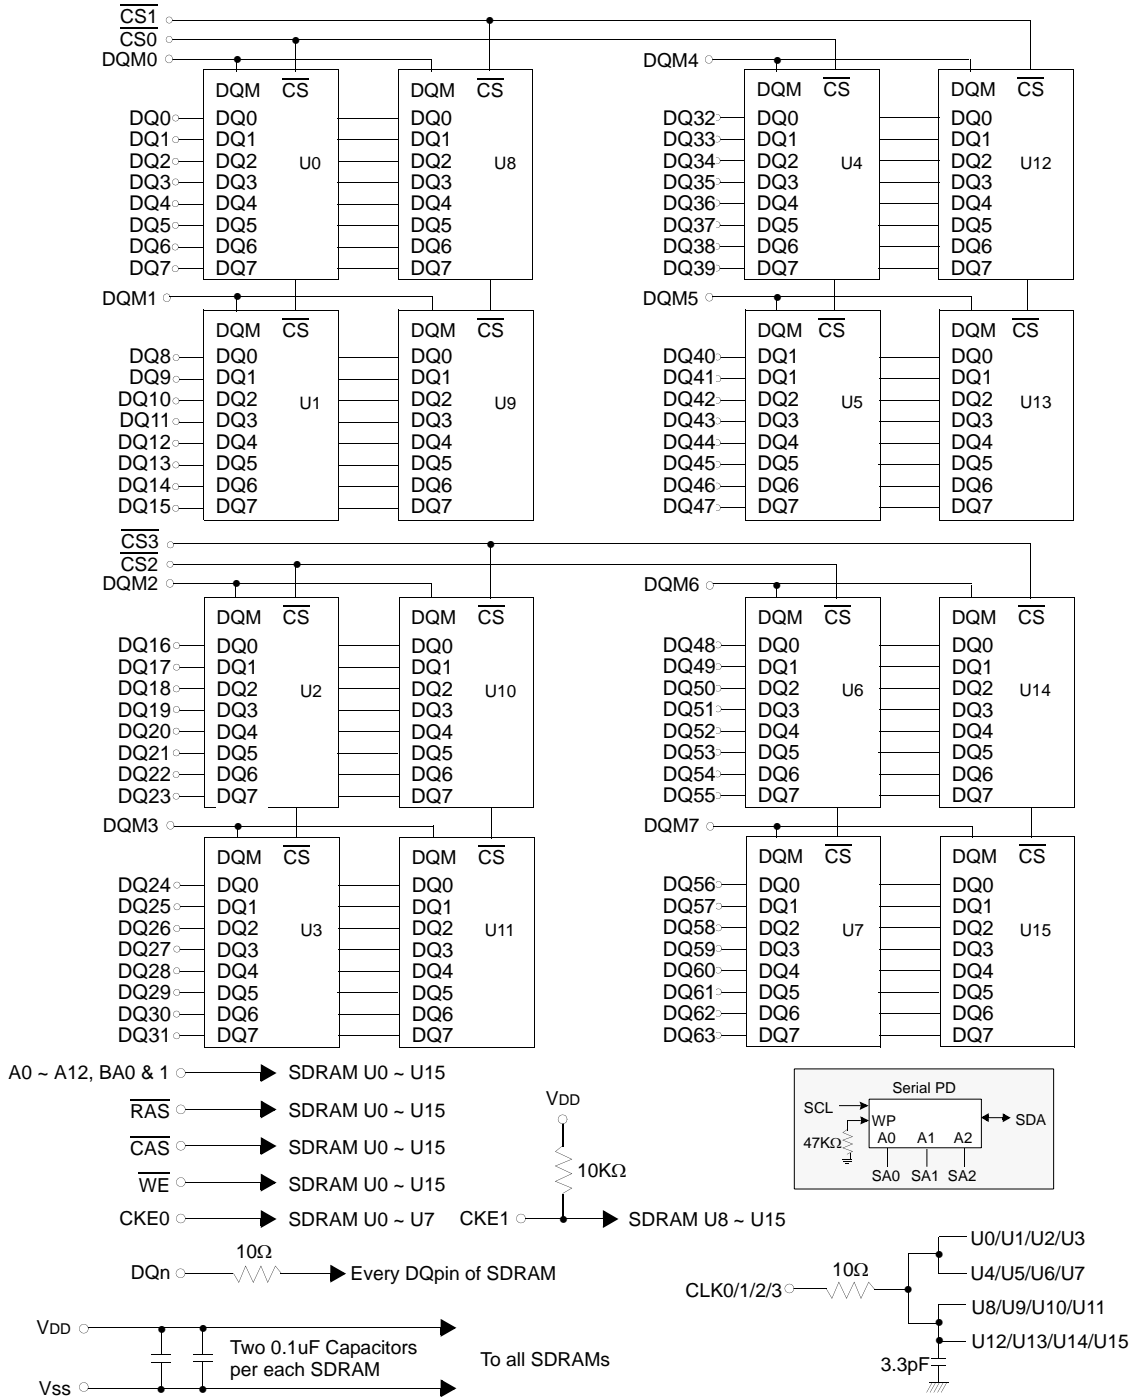 CS1
CS0
DQM0
DQM CS
DQ0 DQ0
DQ1 DQ1
DQ2 DQ2
DQ3 DQ3
DQ4 DQ4
DQ5 DQ5
DQ6 DQ6
DQ7 DQ7
U0
DQM CS
DQ0
DQ1
DQ2
DQ3
DQ4
DQ5
DQ6
DQ7
U8
DQM4
DQM CS
DQ32 DQ0
DQ33 DQ1
DQ34 DQ2
DQ35 DQ3
DQ36 DQ4
DQ37 DQ5
DQ38 DQ6
DQ39 DQ7
U4
DQM CS
DQ0
DQ1
DQ2
DQ3
DQ4
DQ5
DQ6
DQ7
U12
DQM1
DQM CS
DQ8 DQ0
DQ9 DQ1
DQ10 DQ2
DQ11 DQ3
DQ12 DQ4
DQ13 DQ5
DQ14 DQ6
DQ15 DQ7
U1
DQM CS
DQ0
DQ1
DQ2
DQ3
DQ4
DQ5
DQ6
DQ7
U9
DQM5
DQM CS
DQ40 DQ1
DQ41 DQ1
DQ42 DQ2
DQ43 DQ3
DQ44 DQ4
DQ45 DQ5
DQ46 DQ6
DQ47 DQ7
U5
DQM CS
DQ0
DQ1
DQ2
DQ3
DQ4
DQ5
DQ6
DQ7
U13
CS3
CS2
DQM2
DQM CS
DQ16 DQ0
DQ17 DQ1
DQ18 DQ2
DQ19 DQ3
DQ20 DQ4
DQ21 DQ5
DQ22 DQ6
DQ23 DQ7
U2
DQM CS
DQ0
DQ1
DQ2
DQ3
DQ4
DQ5
DQ6
DQ7
U10
DQM6
DQM CS
DQ48 DQ0
DQ49 DQ1
DQ50 DQ2
DQ51 DQ3
DQ52 DQ4
DQ53 DQ5
DQ54 DQ6
DQ55 DQ7
U6
DQM CS
DQ0
DQ1
DQ2
DQ3
DQ4
DQ5
DQ6
DQ7
U14
DQM3
DQM CS
DQ24 DQ0
DQ25 DQ1
DQ26 DQ2
DQ27 DQ3
DQ28 DQ4
DQ29 DQ5
DQ30 DQ6
DQ31 DQ7
U3
DQM CS
DQ0
DQ1
DQ2
DQ3
DQ4
DQ5
DQ6
DQ7
U11
DQM7
DQM CS
DQ56 DQ0
DQ57 DQ1
DQ58 DQ2
DQ59 DQ3
DQ60 DQ4
DQ61 DQ5
DQ62 DQ6
DQ63 DQ7
U7
DQM CS
DQ0
DQ1
DQ2
DQ3
DQ4
DQ5
DQ6
DQ7
U15
A0 ~ A12, BA0 & 1 SDRAM U0 ~ U15
RAS SDRAM U0 ~ U15
CAS SDRAM U0 ~ U15
WE SDRAM U0 ~ U15
CKE0 SDRAM U0 ~ U7
VDD
10KΩ
CKE1 SDRAM U8 ~ U15
Serial PD
SCL
WP
SDA
47KΩ
A0 A1 A2
SA0 SA1 SA2
10Ω
DQn Every DQpin of SDRAM
10Ω
CLK0/1/2/3
U0/U1/U2/U3
U4/U5/U6/U7
U8/U9/U10/U11
U12/U13/U14/U15
3.3pF
VDD
Two 0.1uF Capacitors
per each SDRAM
To all SDRAMs
Vss